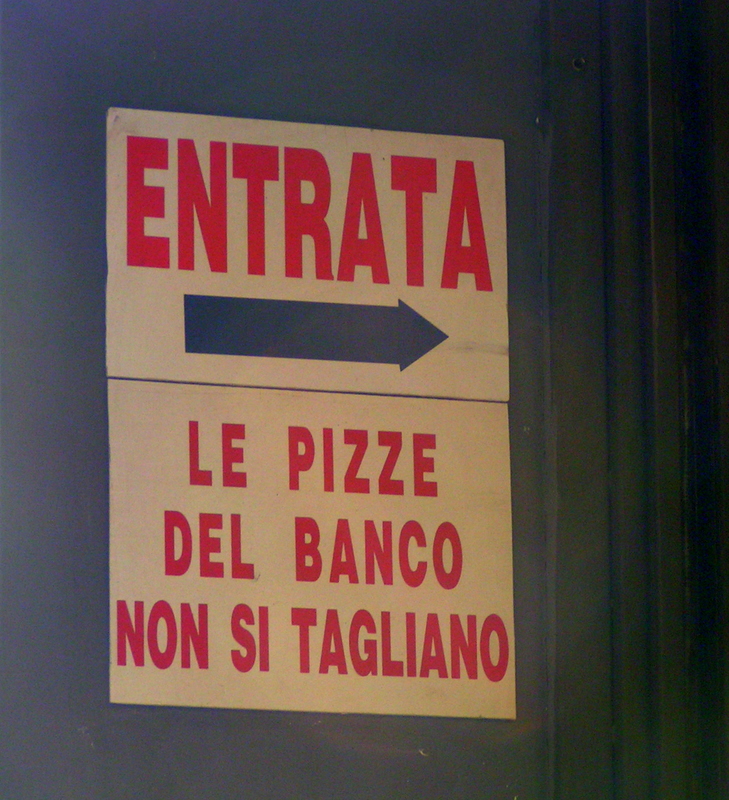 ENTRATA
LE PIZZE
DEL BANCO
NON SI TAGLIANO